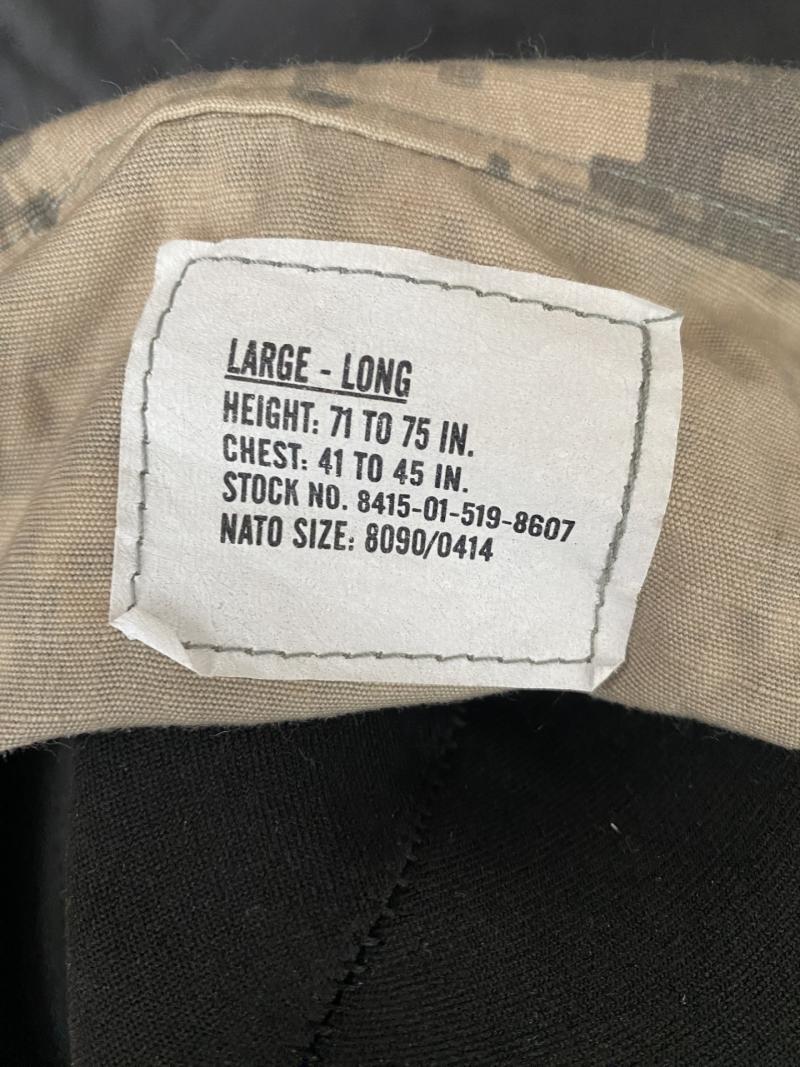 LARGE - LONG
HEIGHT: 71 TO 75 IN.
CHEST: 41 TO 45 IN.
STOCK NO. 8415-01-519-8607
NATO SIZE: 8090/0414